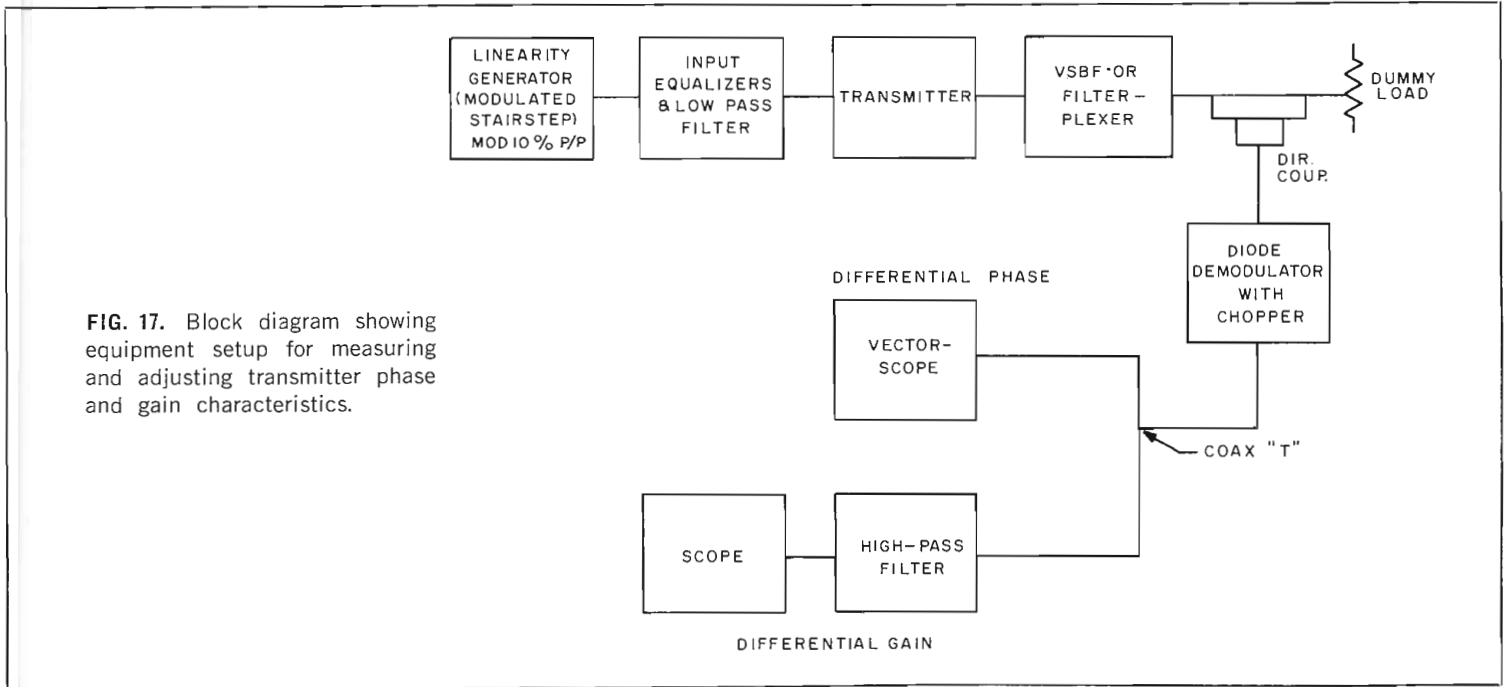 LINEARITY
GENERATOR
(MODULATED
STAIRSTEP)
MOD 10 % P/P
INPUT
EQUALIZERS
& LOW PASS
FILTER
TRANSMITTER
VSBF-OR
FILTER-
PLEXER
DUMMY
LOAD
DIR.
COUP.
DIODE
DEMODULATOR
WITH
CHOPPER
DIFFERENTIAL PHASE
VECTOR-
SCOPE
COAX "T"
SCOPE
HIGH-PASS
FILTER
DIFFERENTIAL GAIN
FIG. 17. Block diagram showing
equipment setup for measuring
and adjusting transmitter phase
and gain characteristics.